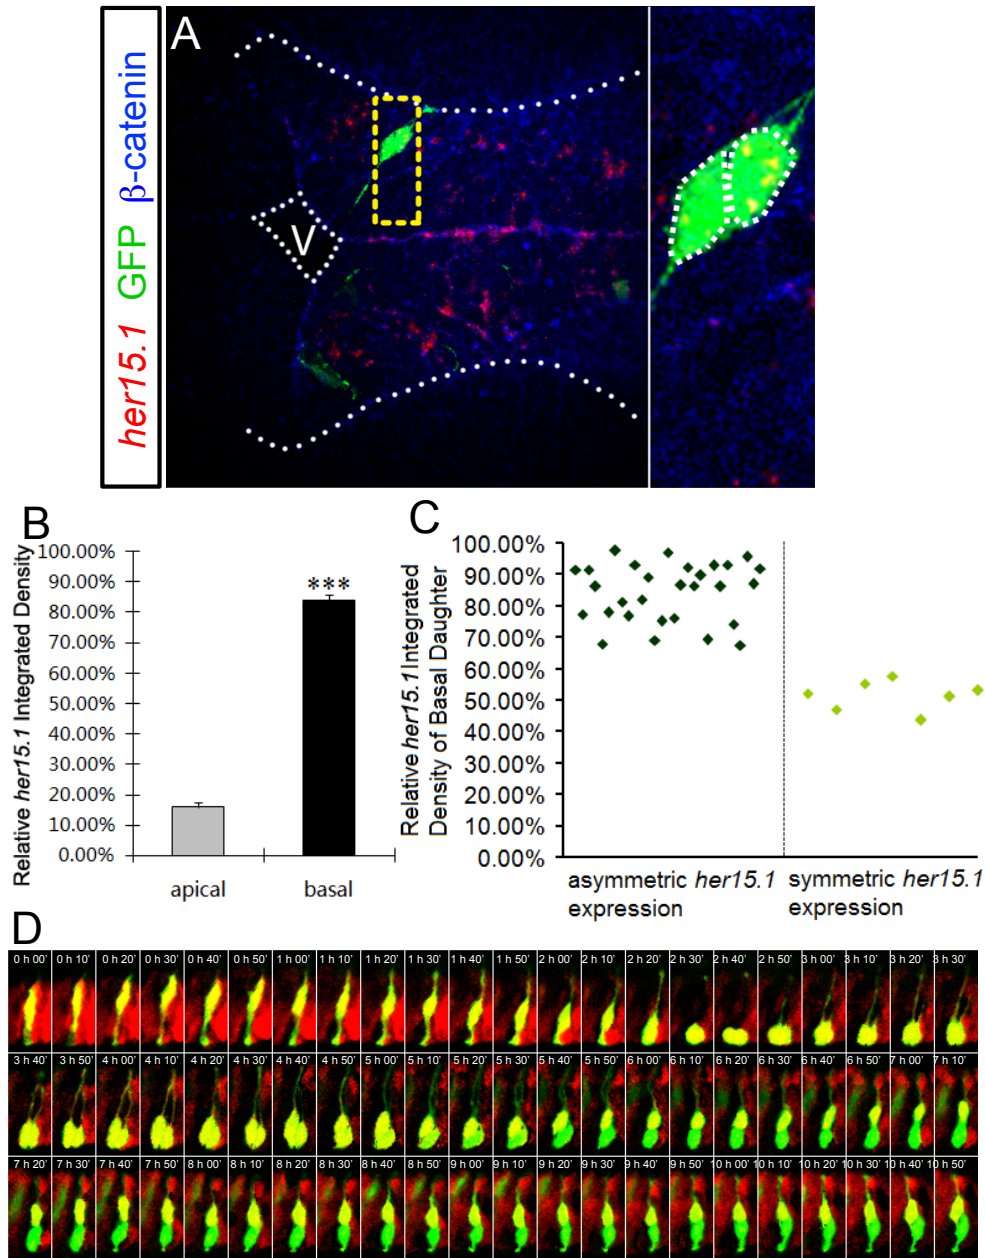 her15.1 GFP β-catenin
A
V
B
Relative her15.1 Integrated Density
100.00%
90.00%
80.00%
70.00%
60.00%
50.00%
40.00%
30.00%
20.00%
10.00%
0.00%
***
apical
basal
C
Relative her15.1 Integrated
Density of Basal Daughter
100.00%
90.00%
80.00%
70.00%
60.00%
50.00%
40.00%
30.00%
20.00%
10.00%
0.00%
asymmetric her15.1
expression
symmetric her15.1
expression
D
0 h 00' 0 h 10' 0 h 20' 0 h 30' 0 h 40' 0 h 50' 1 h 00' 1 h 10' 1 h 20' 1 h 30' 1 h 40' 1 h 50' 2 h 00' 2 h 10' 2 h 20' 2 h 30' 2 h 40' 2 h 50' 3 h 00' 3 h 10' 3 h 20' 3 h 30'
3 h 40' 3 h 50' 4 h 00' 4 h 10' 4 h 20' 4 h 30' 4 h 40' 4 h 50' 5 h 00' 5 h 10' 5 h 20' 5 h 30' 5 h 40' 5 h 50' 6 h 00' 6 h 10' 6 h 20' 6 h 30' 6 h 40' 6 h 50' 7 h 00' 7 h 10'
7 h 20' 7 h 30' 7 h 40' 7 h 50' 8 h 00' 8 h 10' 8 h 20' 8 h 30' 8 h 40' 8 h 50' 9 h 00' 9 h 10' 9 h 20' 9 h 30' 9 h 40' 9 h 50' 10 h 00' 10 h 10' 10 h 20' 10 h 30' 10 h 40' 10 h 50'